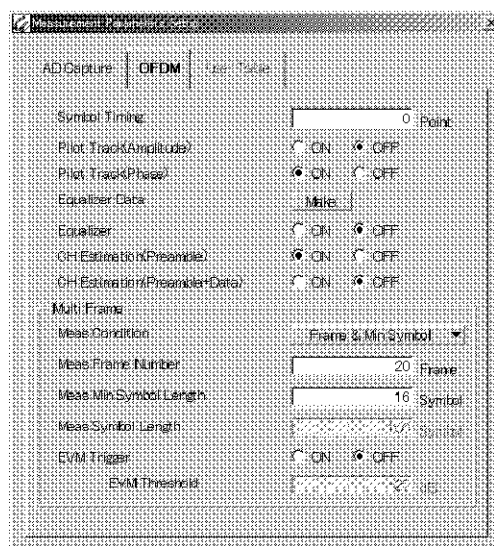 Measurement Parameters Set
AD Capture OFDM User Table
Symbol Timing 0 Point
Pilot Track(Amplitude) ON OFF
Pilot Track(Phase) ON OFF
Equalizer Data Make
Equalizer ON OFF
CH Estimation(Preamble) ON OFF
CH Estimation(Preamble+Data) ON OFF
Multi Frame
Meas Condition Frame & Min Symbol
Meas Frame Number 20 Frame
Meas Min Symbol Length 16 Symbol
Meas Symbol Length Symbol
EVM Trigger ON OFF
EVM Threshold dB